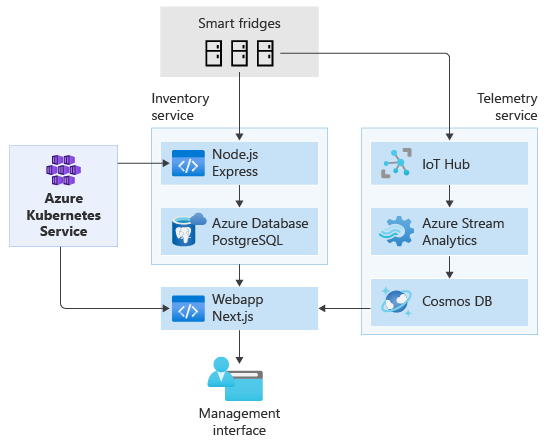 Smart fridges
Inventory
service
Telemetry
service
Node.js
Express
IoT Hub
Azure
Kubernetes
Service
Azure Database
PostgreSQL
Azure Stream
Analytics
Webapp
Next.js
Cosmos DB
Management
interface